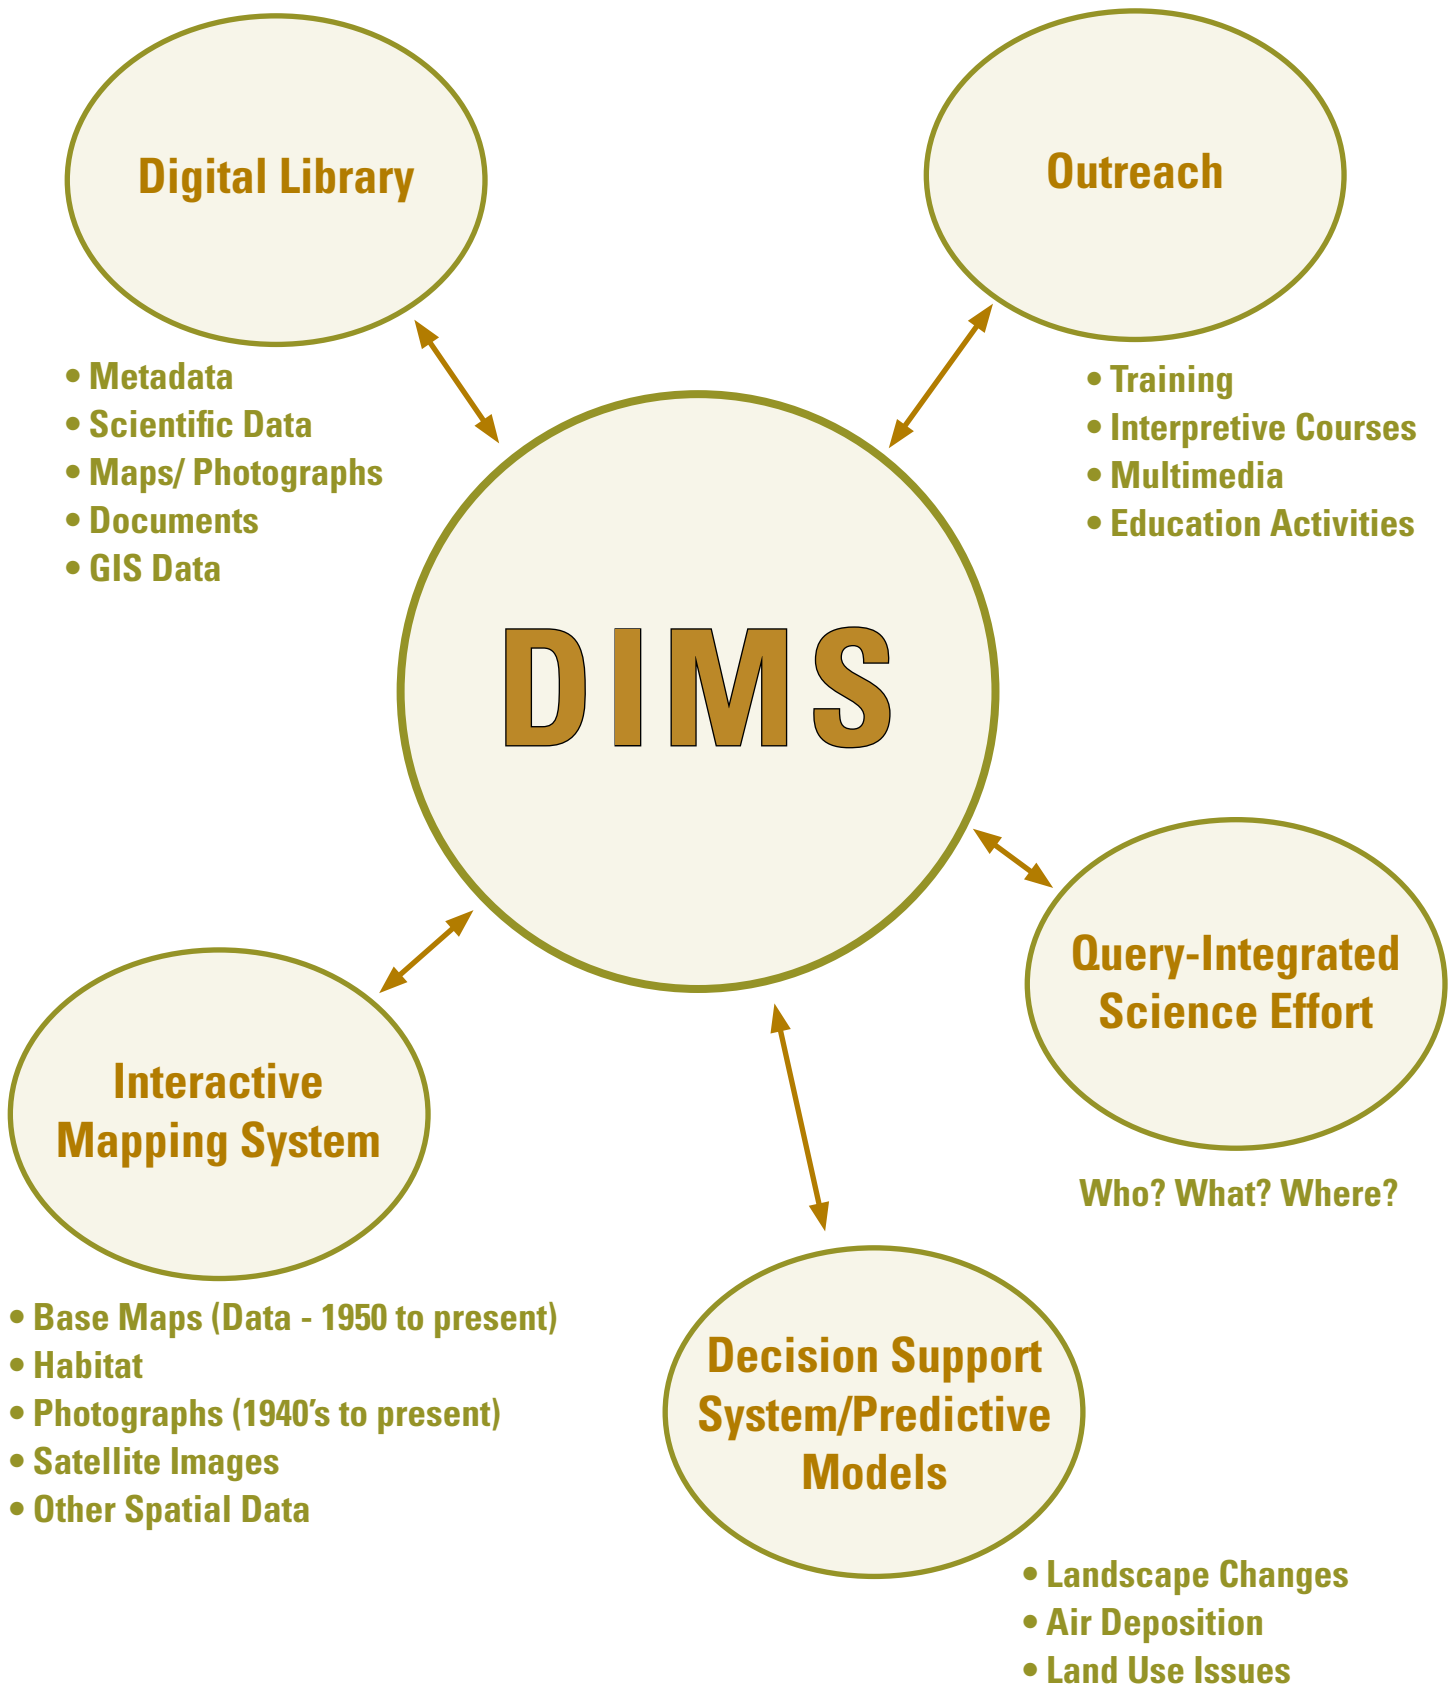 Digital Library
• Metadata
• Scientific Data
• Maps/ Photographs
• Documents
• GIS Data
Outreach
• Training
• Interpretive Courses
• Multimedia
• Education Activities
DIMS
Query-Integrated
Science Effort
Who? What? Where?
Interactive
Mapping System
• Base Maps (Data - 1950 to present)
• Habitat
• Photographs (1940's to present)
• Satellite Images
• Other Spatial Data
Decision Support
System/Predictive
Models
• Landscape Changes
• Air Deposition
• Land Use Issues